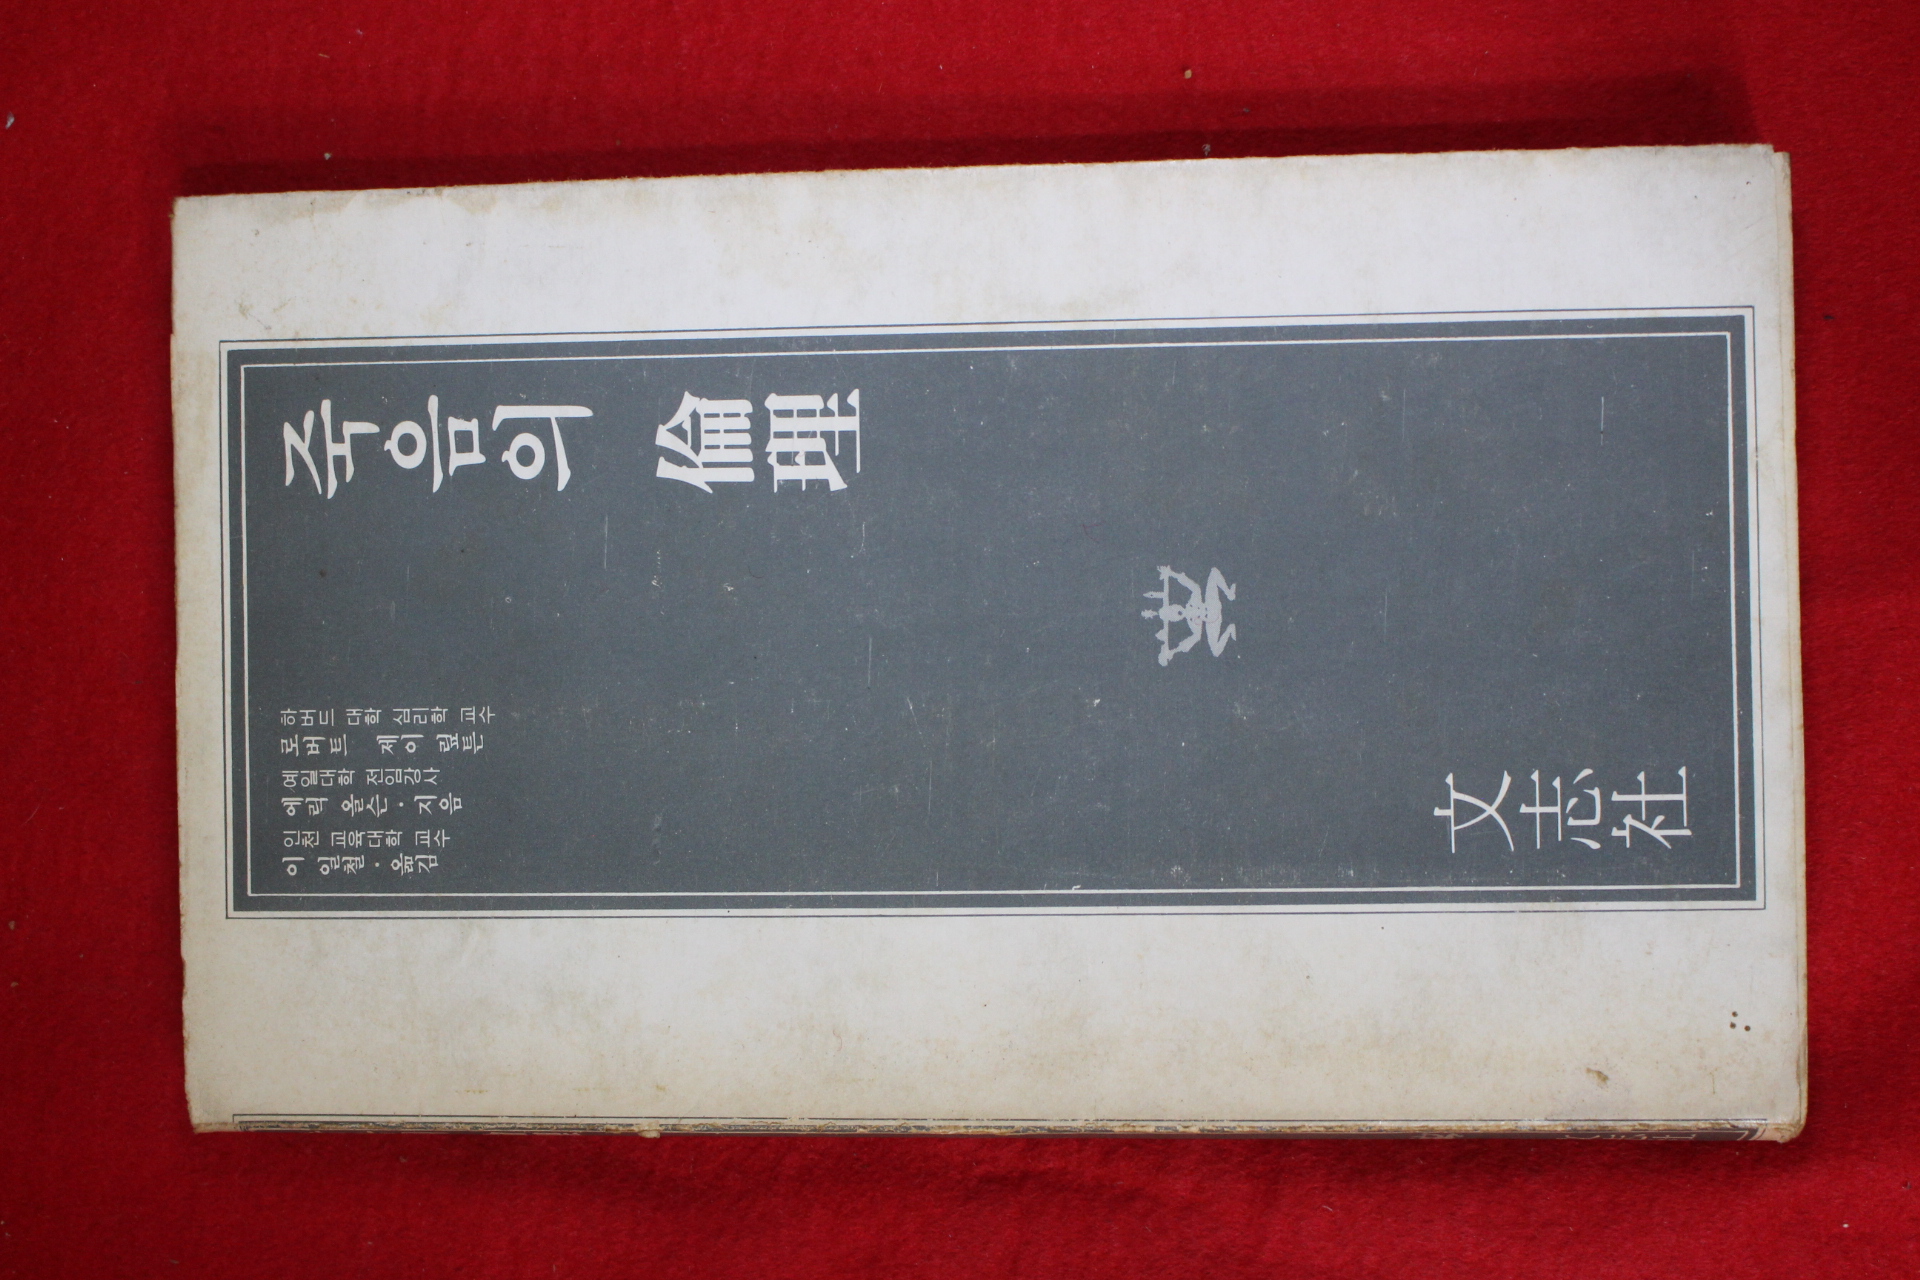 죽음의 倫理
하버드 대학 심리학 교수
로버트 제이 맆튼
예일대학 전임강사
에릭 올슨・지음
인천 교육대학 교수
이 일철・옮김
文志社